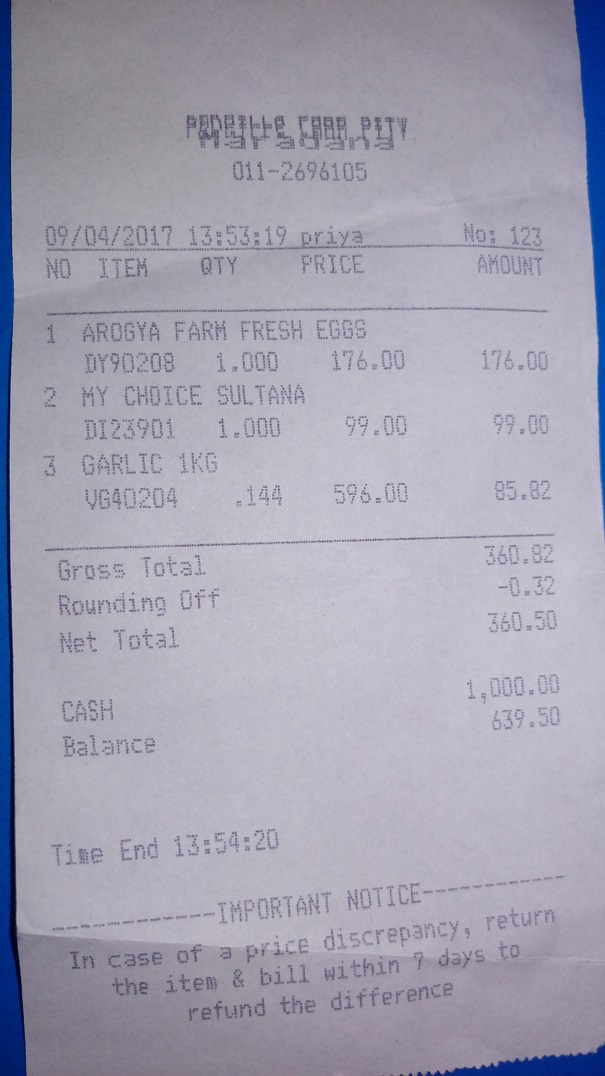 011-2696105
09/04/2017 13:53:19 priya No: 123
NO ITEM QTY PRICE AMOUNT
1 AROGYA FARM FRESH EGGS
DY90208 1.000 176.00 176.00
2 MY CHOICE SULTANA
DI23901 1.000 99.00 99.00
3 GARLIC 1KG
VG40204 .144 596.00 85.82
Gross Total 360.82
Rounding Off -0.32
Net Total 360.50
CASH 1,000.00
Balance 639.50
Time End 13:54:20
------------IMPORTANT NOTICE-----------
In case of a price discrepancy, return
the item & bill within 7 days to
refund the difference